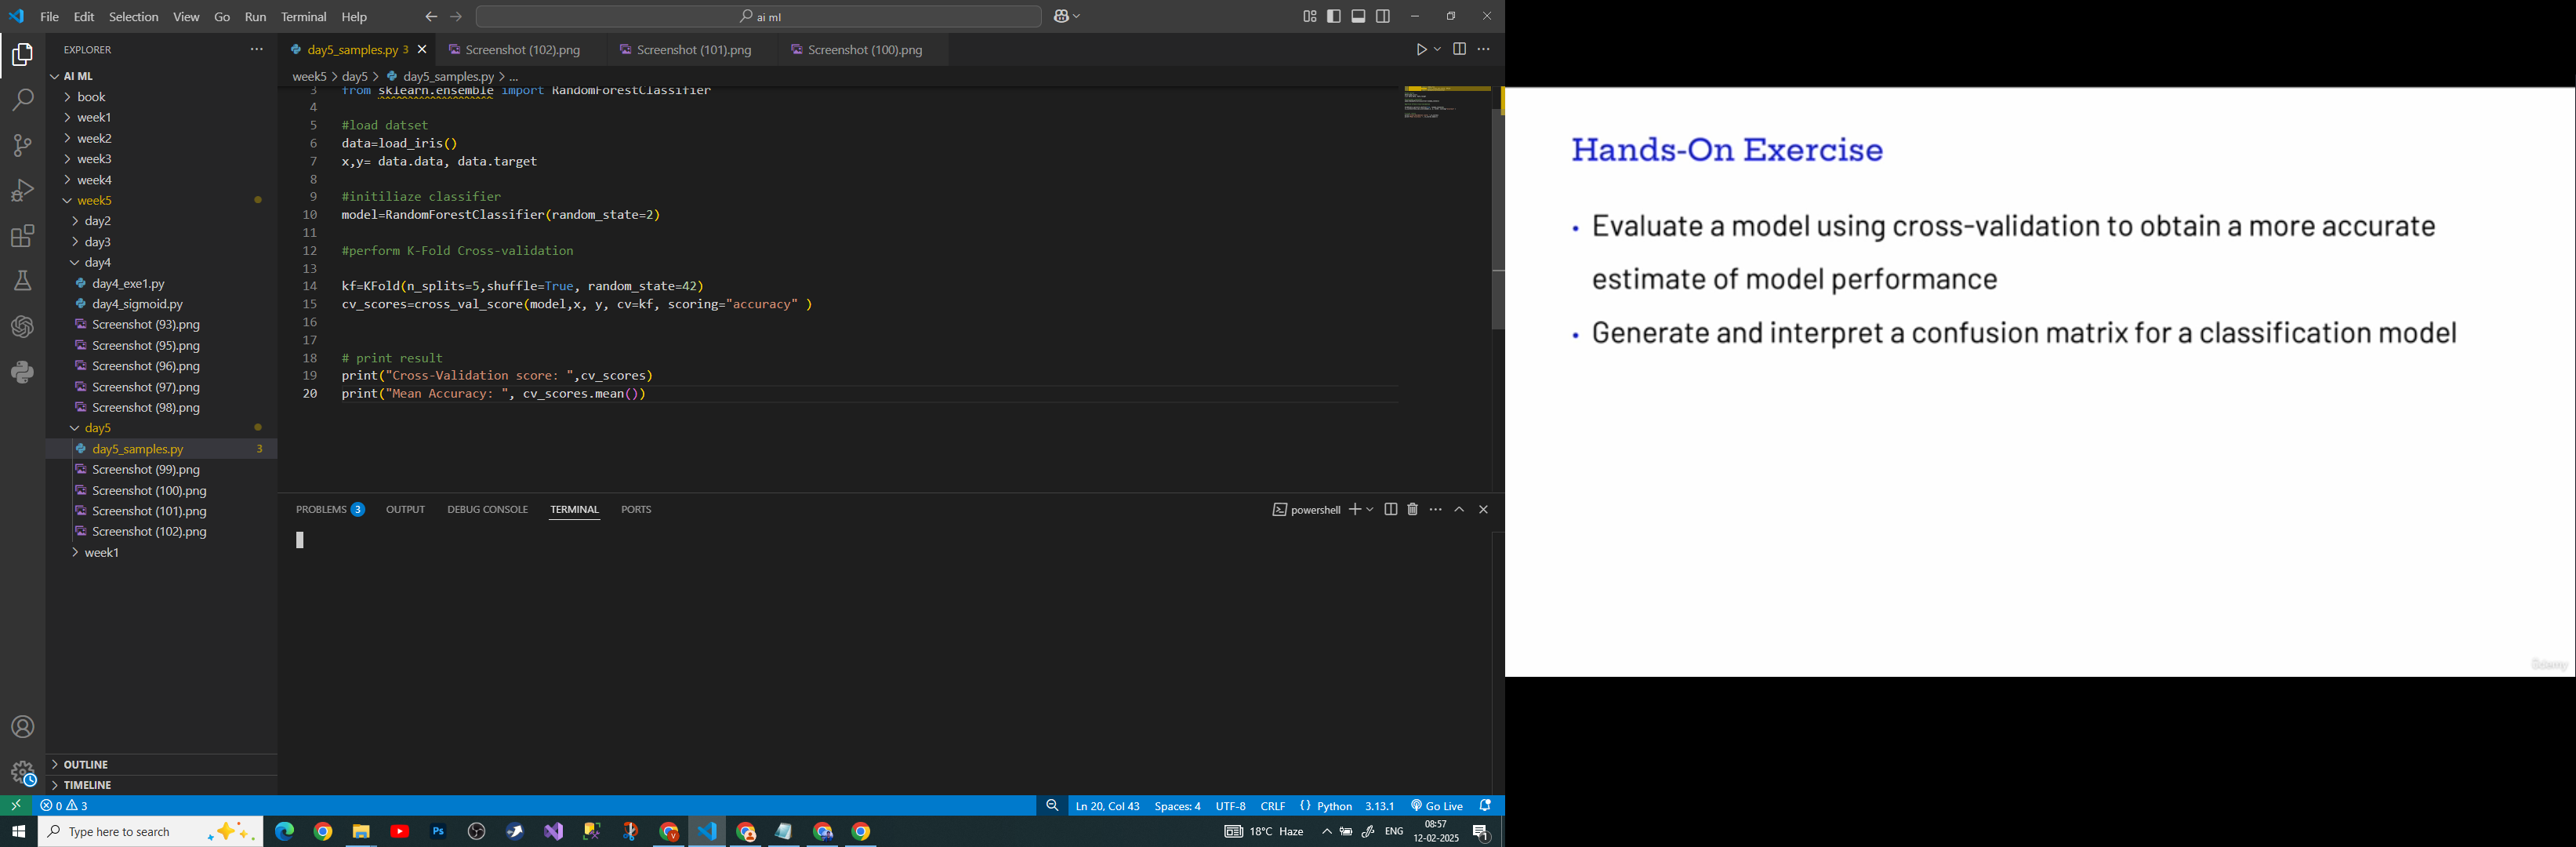 File Edit Selection View Go Run Terminal Help
ai ml
EXPLORER
AI ML
book
week1
week2
week3
week4
week5
day2
day3
day4
day4_exe1.py
day4_sigmoid.py
Screenshot (93).png
Screenshot (95).png
Screenshot (96).png
Screenshot (97).png
Screenshot (98).png
day5
day5_samples.py 3
Screenshot (99).png
Screenshot (100).png
Screenshot (101).png
Screenshot (102).png
week1
OUTLINE
TIMELINE
day5_samples.py 3 Screenshot (102).png Screenshot (101).png Screenshot (100).png
week5 > day5 > day5_samples.py > ...
3 from sklearn.ensemble import RandomForestClassifier
4
5 #load datset
6 data=load_iris()
7 x,y= data.data, data.target
8
9 #initiliaze classifier
10 model=RandomForestClassifier(random_state=2)
11
12 #perform K-Fold Cross-validation
13
14 kf=KFold(n_splits=5,shuffle=True, random_state=42)
15 cv_scores=cross_val_score(model,x, y, cv=kf, scoring="accuracy" )
16
17
18 # print result
19 print("Cross-Validation score: ",cv_scores)
20 print("Mean Accuracy: ", cv_scores.mean())
PROBLEMS 3 OUTPUT DEBUG CONSOLE TERMINAL PORTS
powershell
0 3
Ln 20, Col 43 Spaces: 4 UTF-8 CRLF {} Python 3.13.1 Go Live
Type here to search
Ps
18°C Haze
ENG
08:57
12-02-2025
1
Hands-On Exercise
• Evaluate a model using cross-validation to obtain a more accurate
estimate of model performance
• Generate and interpret a confusion matrix for a classification model
Udemy